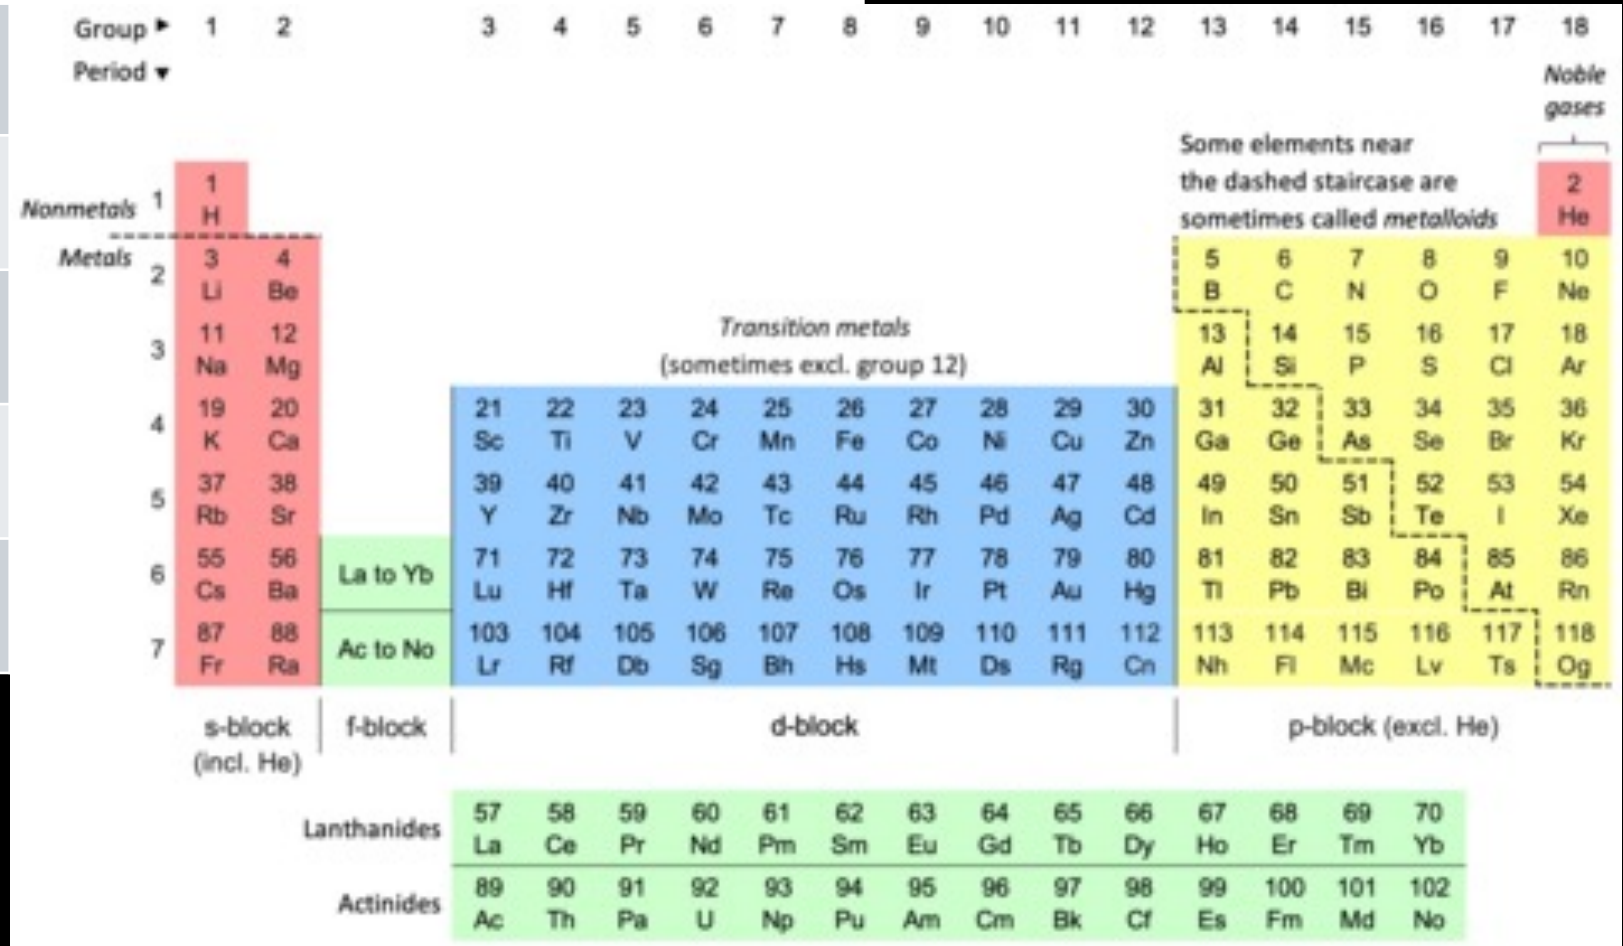 Group ► 1 2 3 4 5 6 7 8 9 10 11 12 13 14 15 16 17 18
Period ▼
Noble
gases
Some elements near
the dashed staircase are
sometimes called metalloids
Nonmetals
Metals
1
1 2
H He
2
3 4 5 6 7 8 9 10
Li Be B C N O F Ne
Transition metals
(sometimes excl. group 12)
3
11 12 13 14 15 16 17 18
Na Mg Al Si P S Cl Ar
4
19 20 21 22 23 24 25 26 27 28 29 30 31 32 33 34 35 36
K Ca Sc Ti V Cr Mn Fe Co Ni Cu Zn Ga Ge As Se Br Kr
5
37 38 39 40 41 42 43 44 45 46 47 48 49 50 51 52 53 54
Rb Sr Y Zr Nb Mo Tc Ru Rh Pd Ag Cd In Sn Sb Te I Xe
6
55 56 71 72 73 74 75 76 77 78 79 80 81 82 83 84 85 86
La to Yb
Cs Ba Lu Hf Ta W Re Os Ir Pt Au Hg Tl Pb Bi Po At Rn
7
87 88 103 104 105 106 107 108 109 110 111 112 113 114 115 116 117 118
Ac to No
Fr Ra Lr Rf Db Sg Bh Hs Mt Ds Rg Cn Nh Fl Mc Lv Ts Og
s-block
(incl. He)
f-block
d-block
p-block (excl. He)
Lanthanides
57 58 59 60 61 62 63 64 65 66 67 68 69 70
La Ce Pr Nd Pm Sm Eu Gd Tb Dy Ho Er Tm Yb
Actinides
89 90 91 92 93 94 95 96 97 98 99 100 101 102
Ac Th Pa U Np Pu Am Cm Bk Cf Es Fm Md No